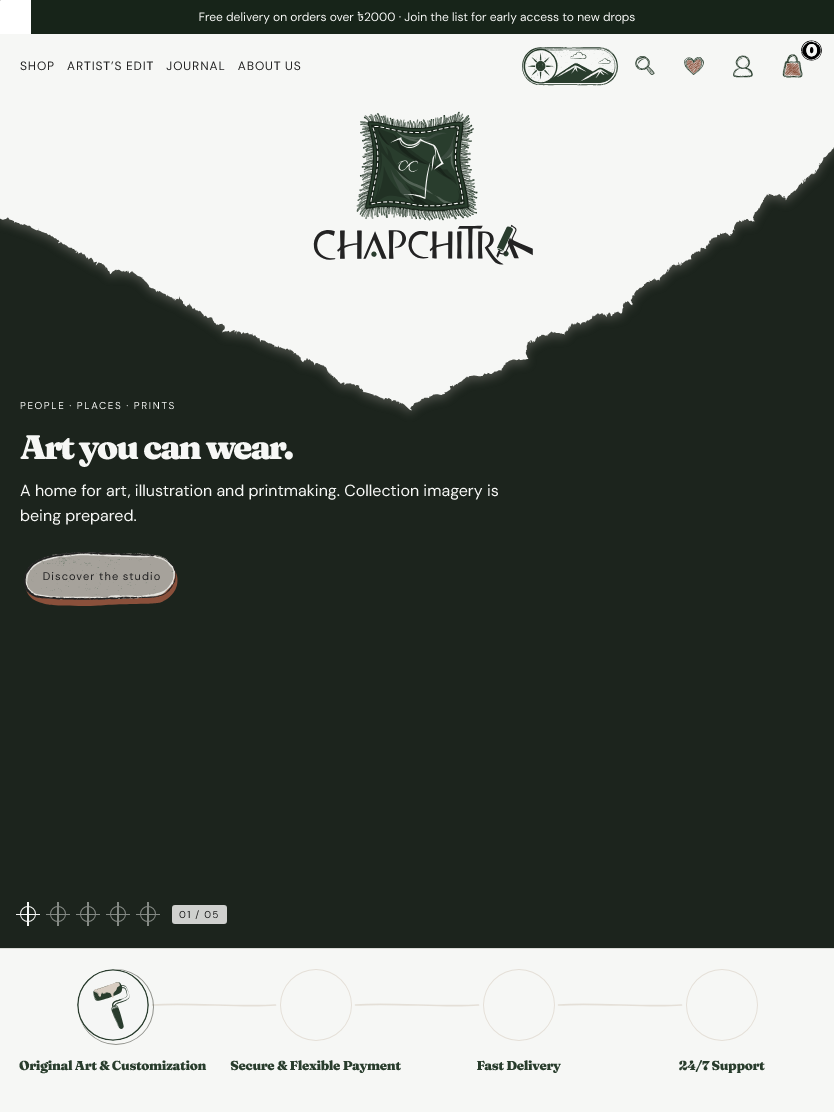 Free delivery on orders over ৳2000 · Join the list for early access to new drops
SHOP ARTIST’S EDIT JOURNAL ABOUT US
0
CHAPCHITRA
PEOPLE · PLACES · PRINTS
Art you can wear.
A home for art, illustration and printmaking. Collection imagery is
being prepared.
Discover the studio
01 / 05
Original Art & Customization
Secure & Flexible Payment
Fast Delivery
24/7 Support